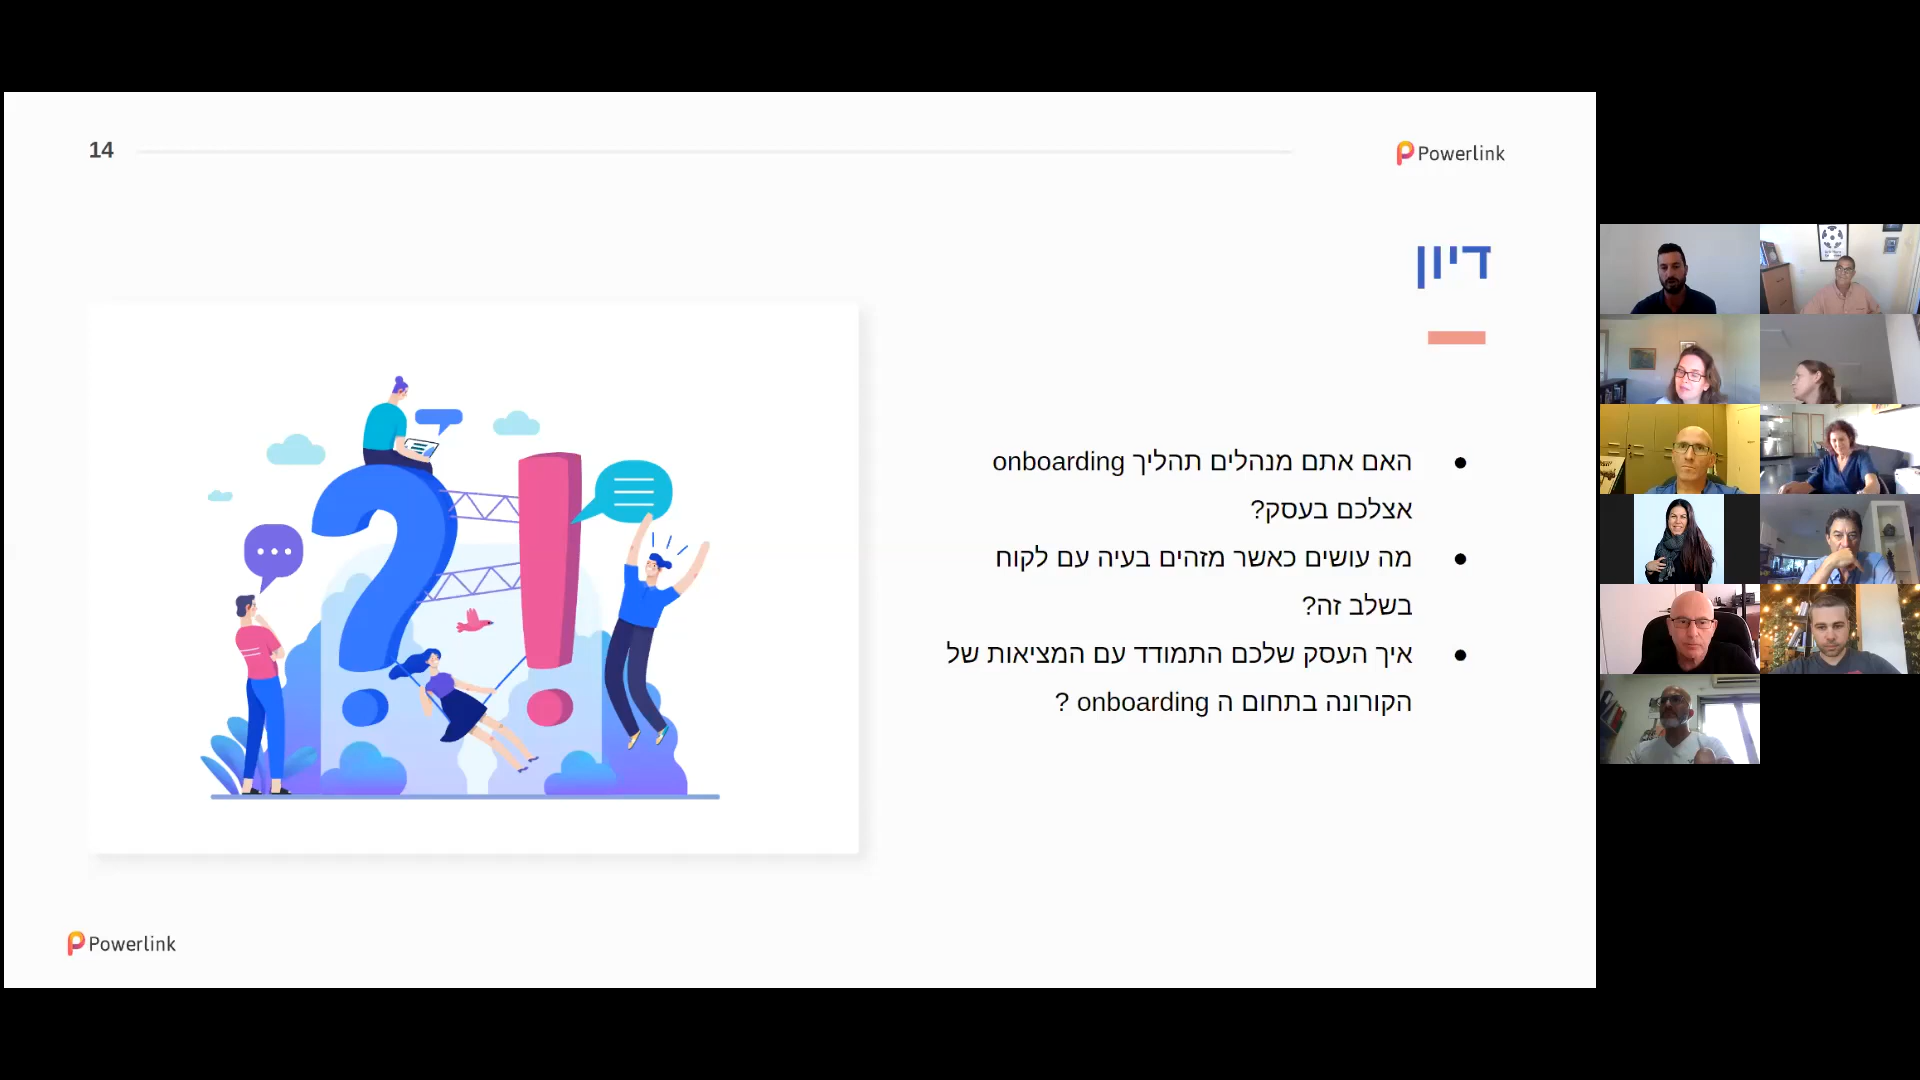 14
Powerlink
דיון
האם אתם מנהלים תהליך onboarding
אצלכם בעסק?
מה עושים כאשר מזהים בעיה עם לקוח
בשלב זה?
איך העסק שלכם התמודד עם המציאות של
הקורונה בתחום ה onboarding ?
Powerlink